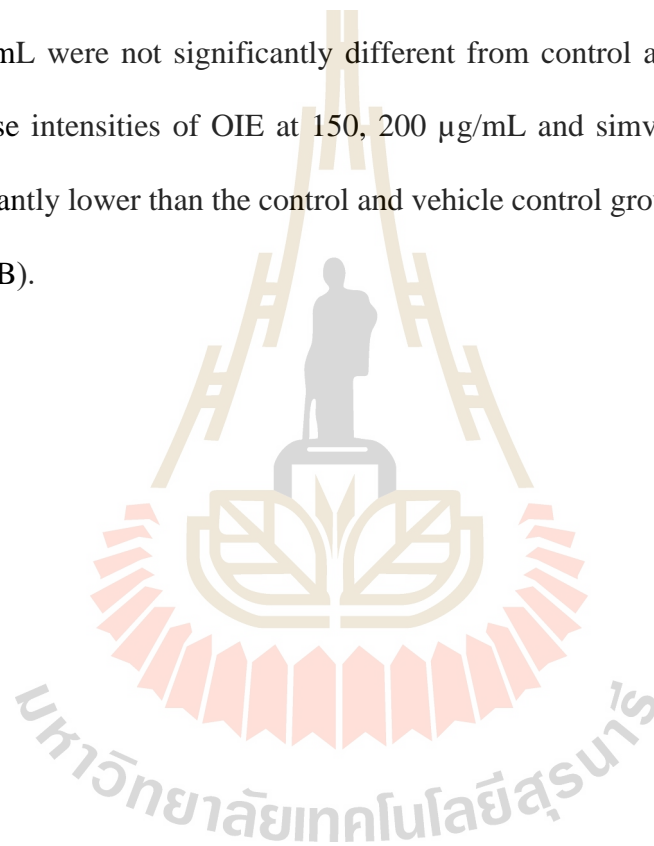 mL were not significantly different from control a
se intensities of OIE at 150, 200 µg/mL and simv
antly lower than the control and vehicle control grou
B).
มหาวิทยาลัยเทคโนโลยีสุรนารี